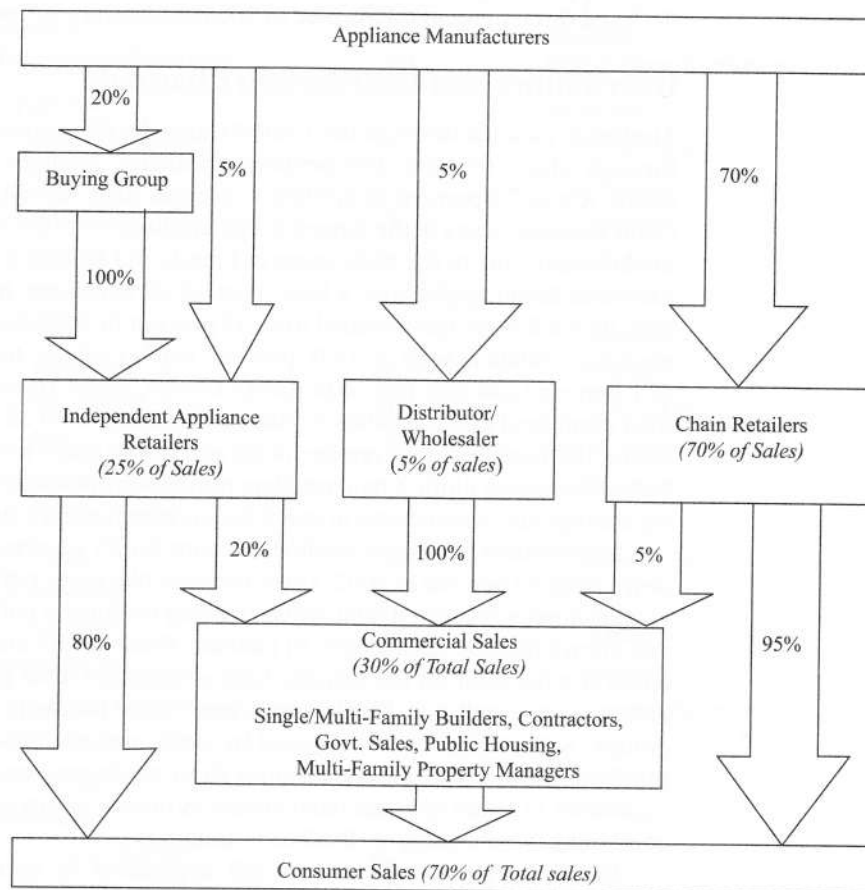 Appliance Manufacturers
20%
5%
5%
70%
Buying Group
100%
Independent Appliance
Retailers
(25% of Sales)
Distributor/
Wholesaler
(5% of sales)
Chain Retailers
(70% of Sales)
20%
100%
5%
80%
95%
Commercial Sales
(30% of Total Sales)
Single/Multi-Family Builders, Contractors,
Govt. Sales, Public Housing,
Multi-Family Property Managers
Consumer Sales (70% of Total sales)